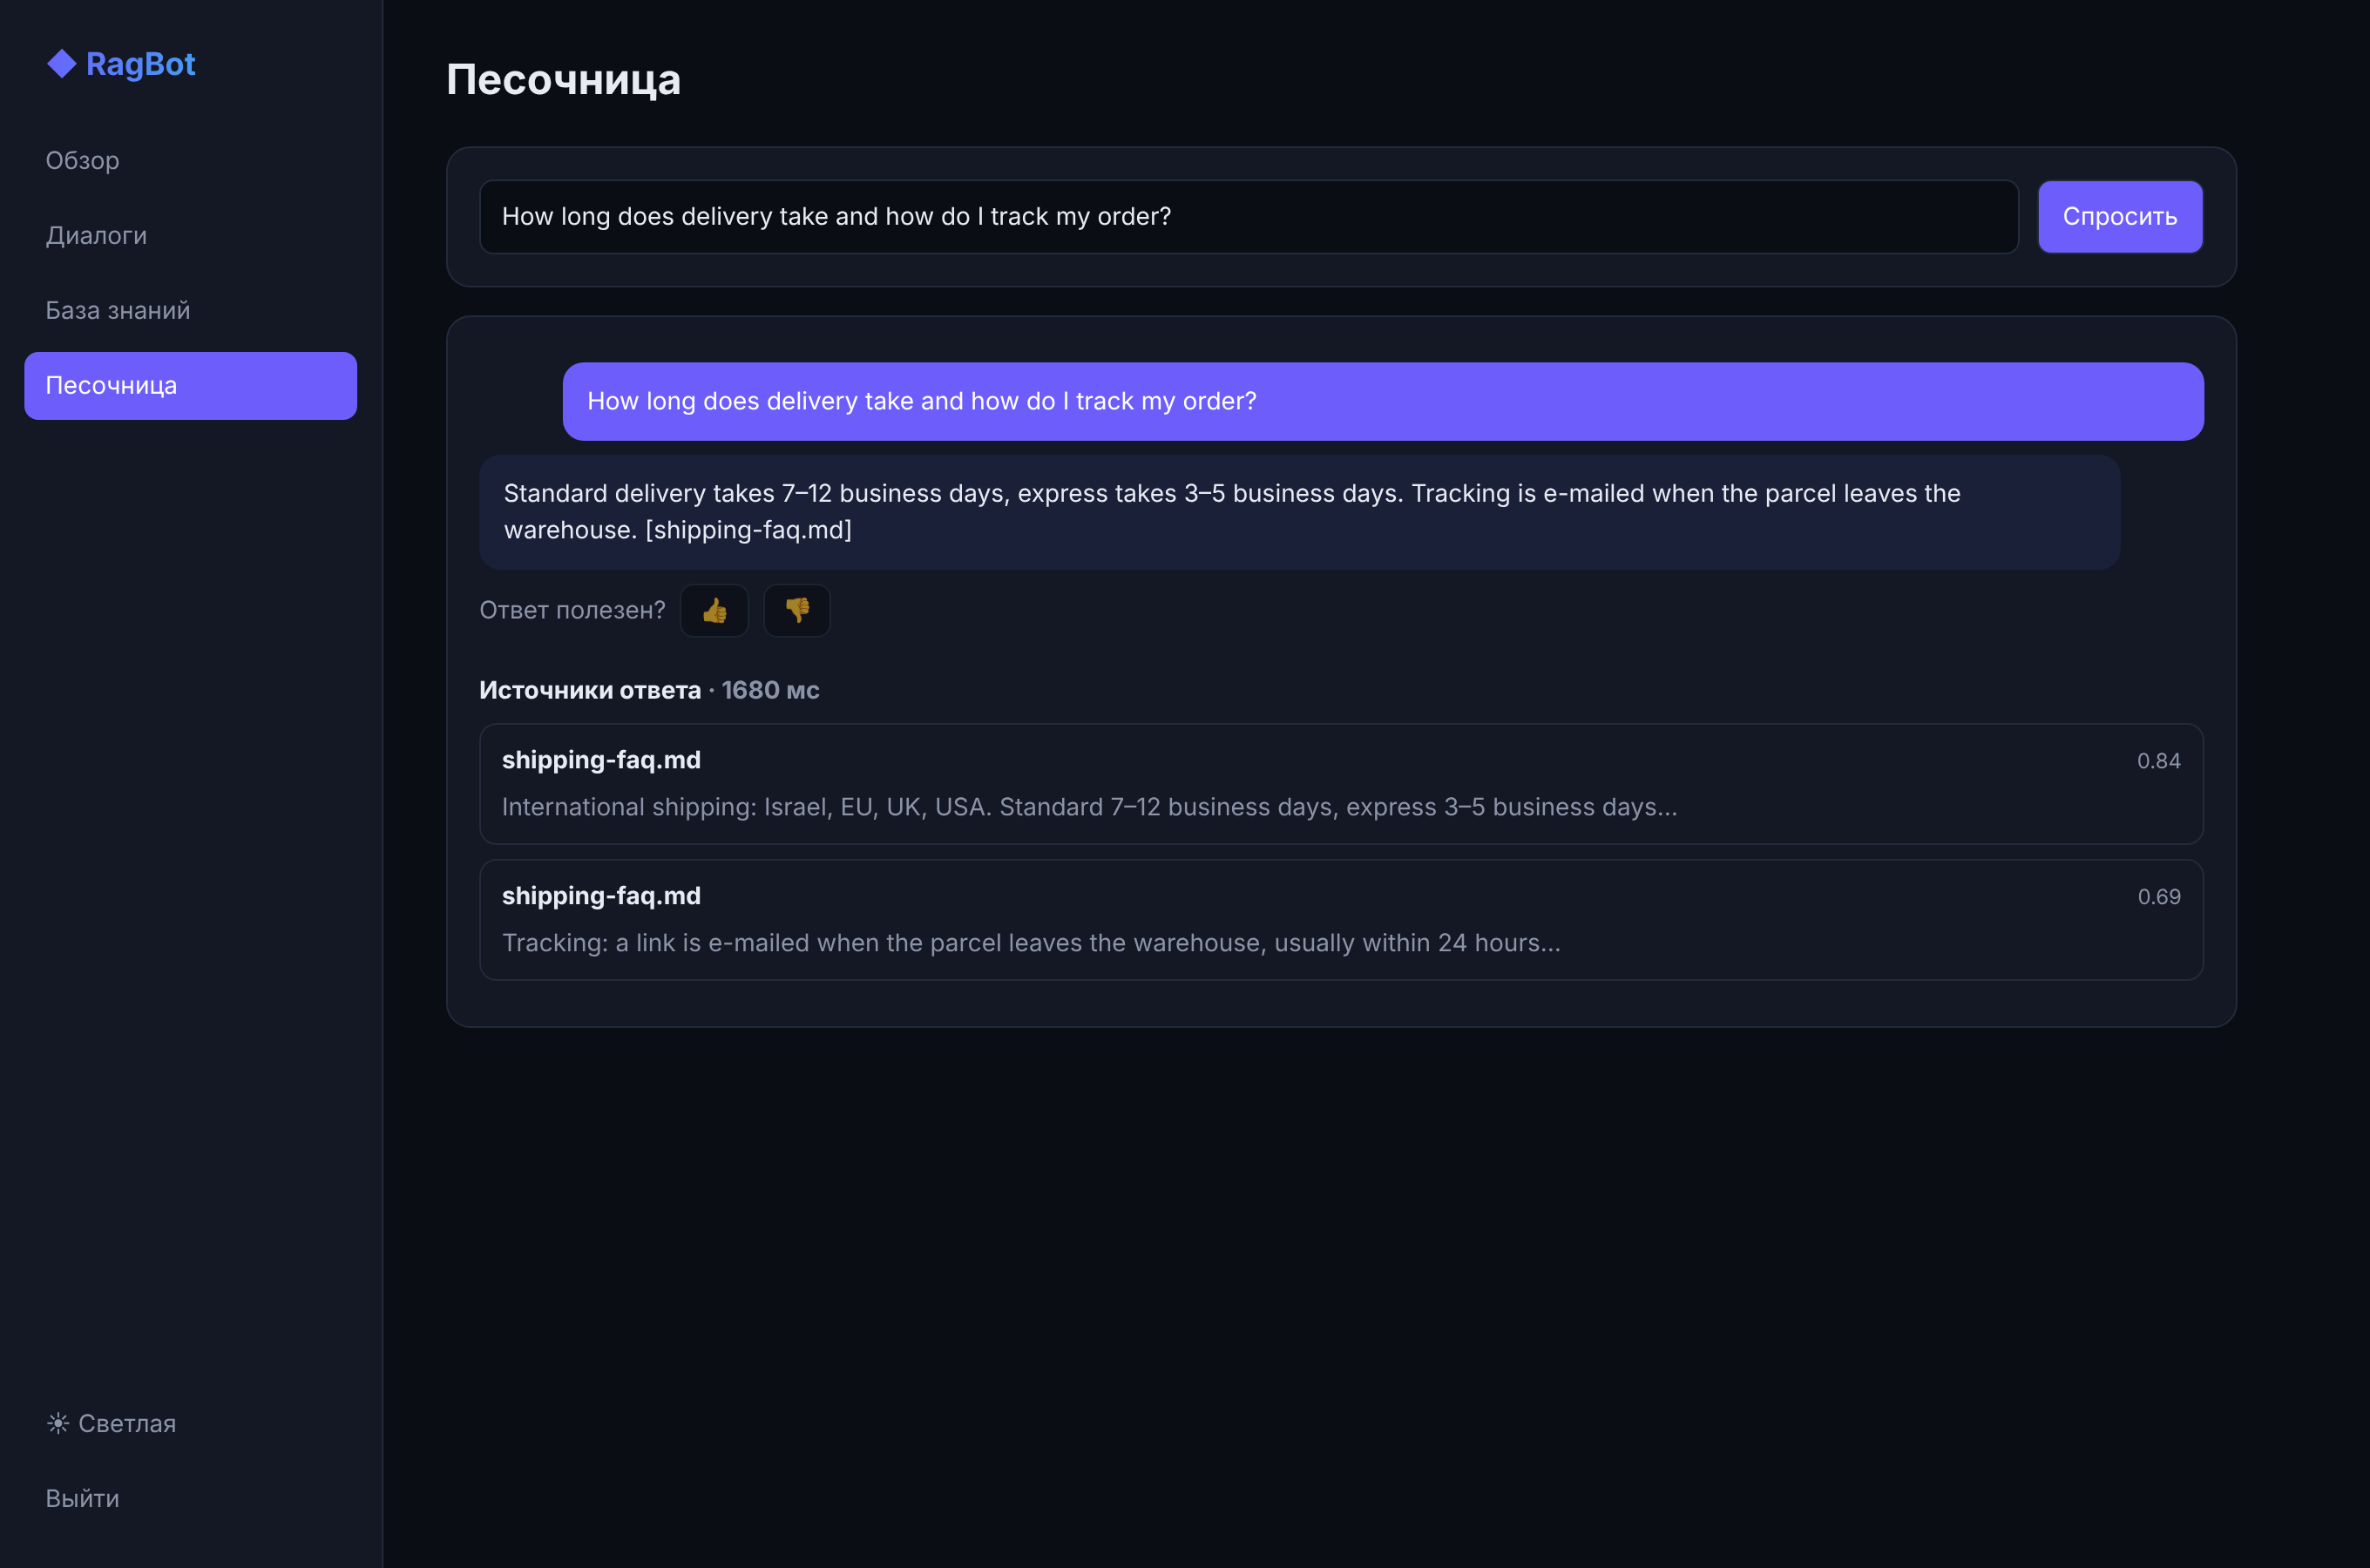 RagBot
Обзор
Диалоги
База знаний
Песочница
Светлая
Выйти
Песочница
How long does delivery take and how do I track my order?
Спросить
How long does delivery take and how do I track my order?
Standard delivery takes 7–12 business days, express takes 3–5 business days. Tracking is e-mailed when the parcel leaves the
warehouse. [shipping-faq.md]
Ответ полезен? 👍 👎
Источники ответа · 1680 мс
shipping-faq.md 0.84
International shipping: Israel, EU, UK, USA. Standard 7–12 business days, express 3–5 business days…
shipping-faq.md 0.69
Tracking: a link is e-mailed when the parcel leaves the warehouse, usually within 24 hours…